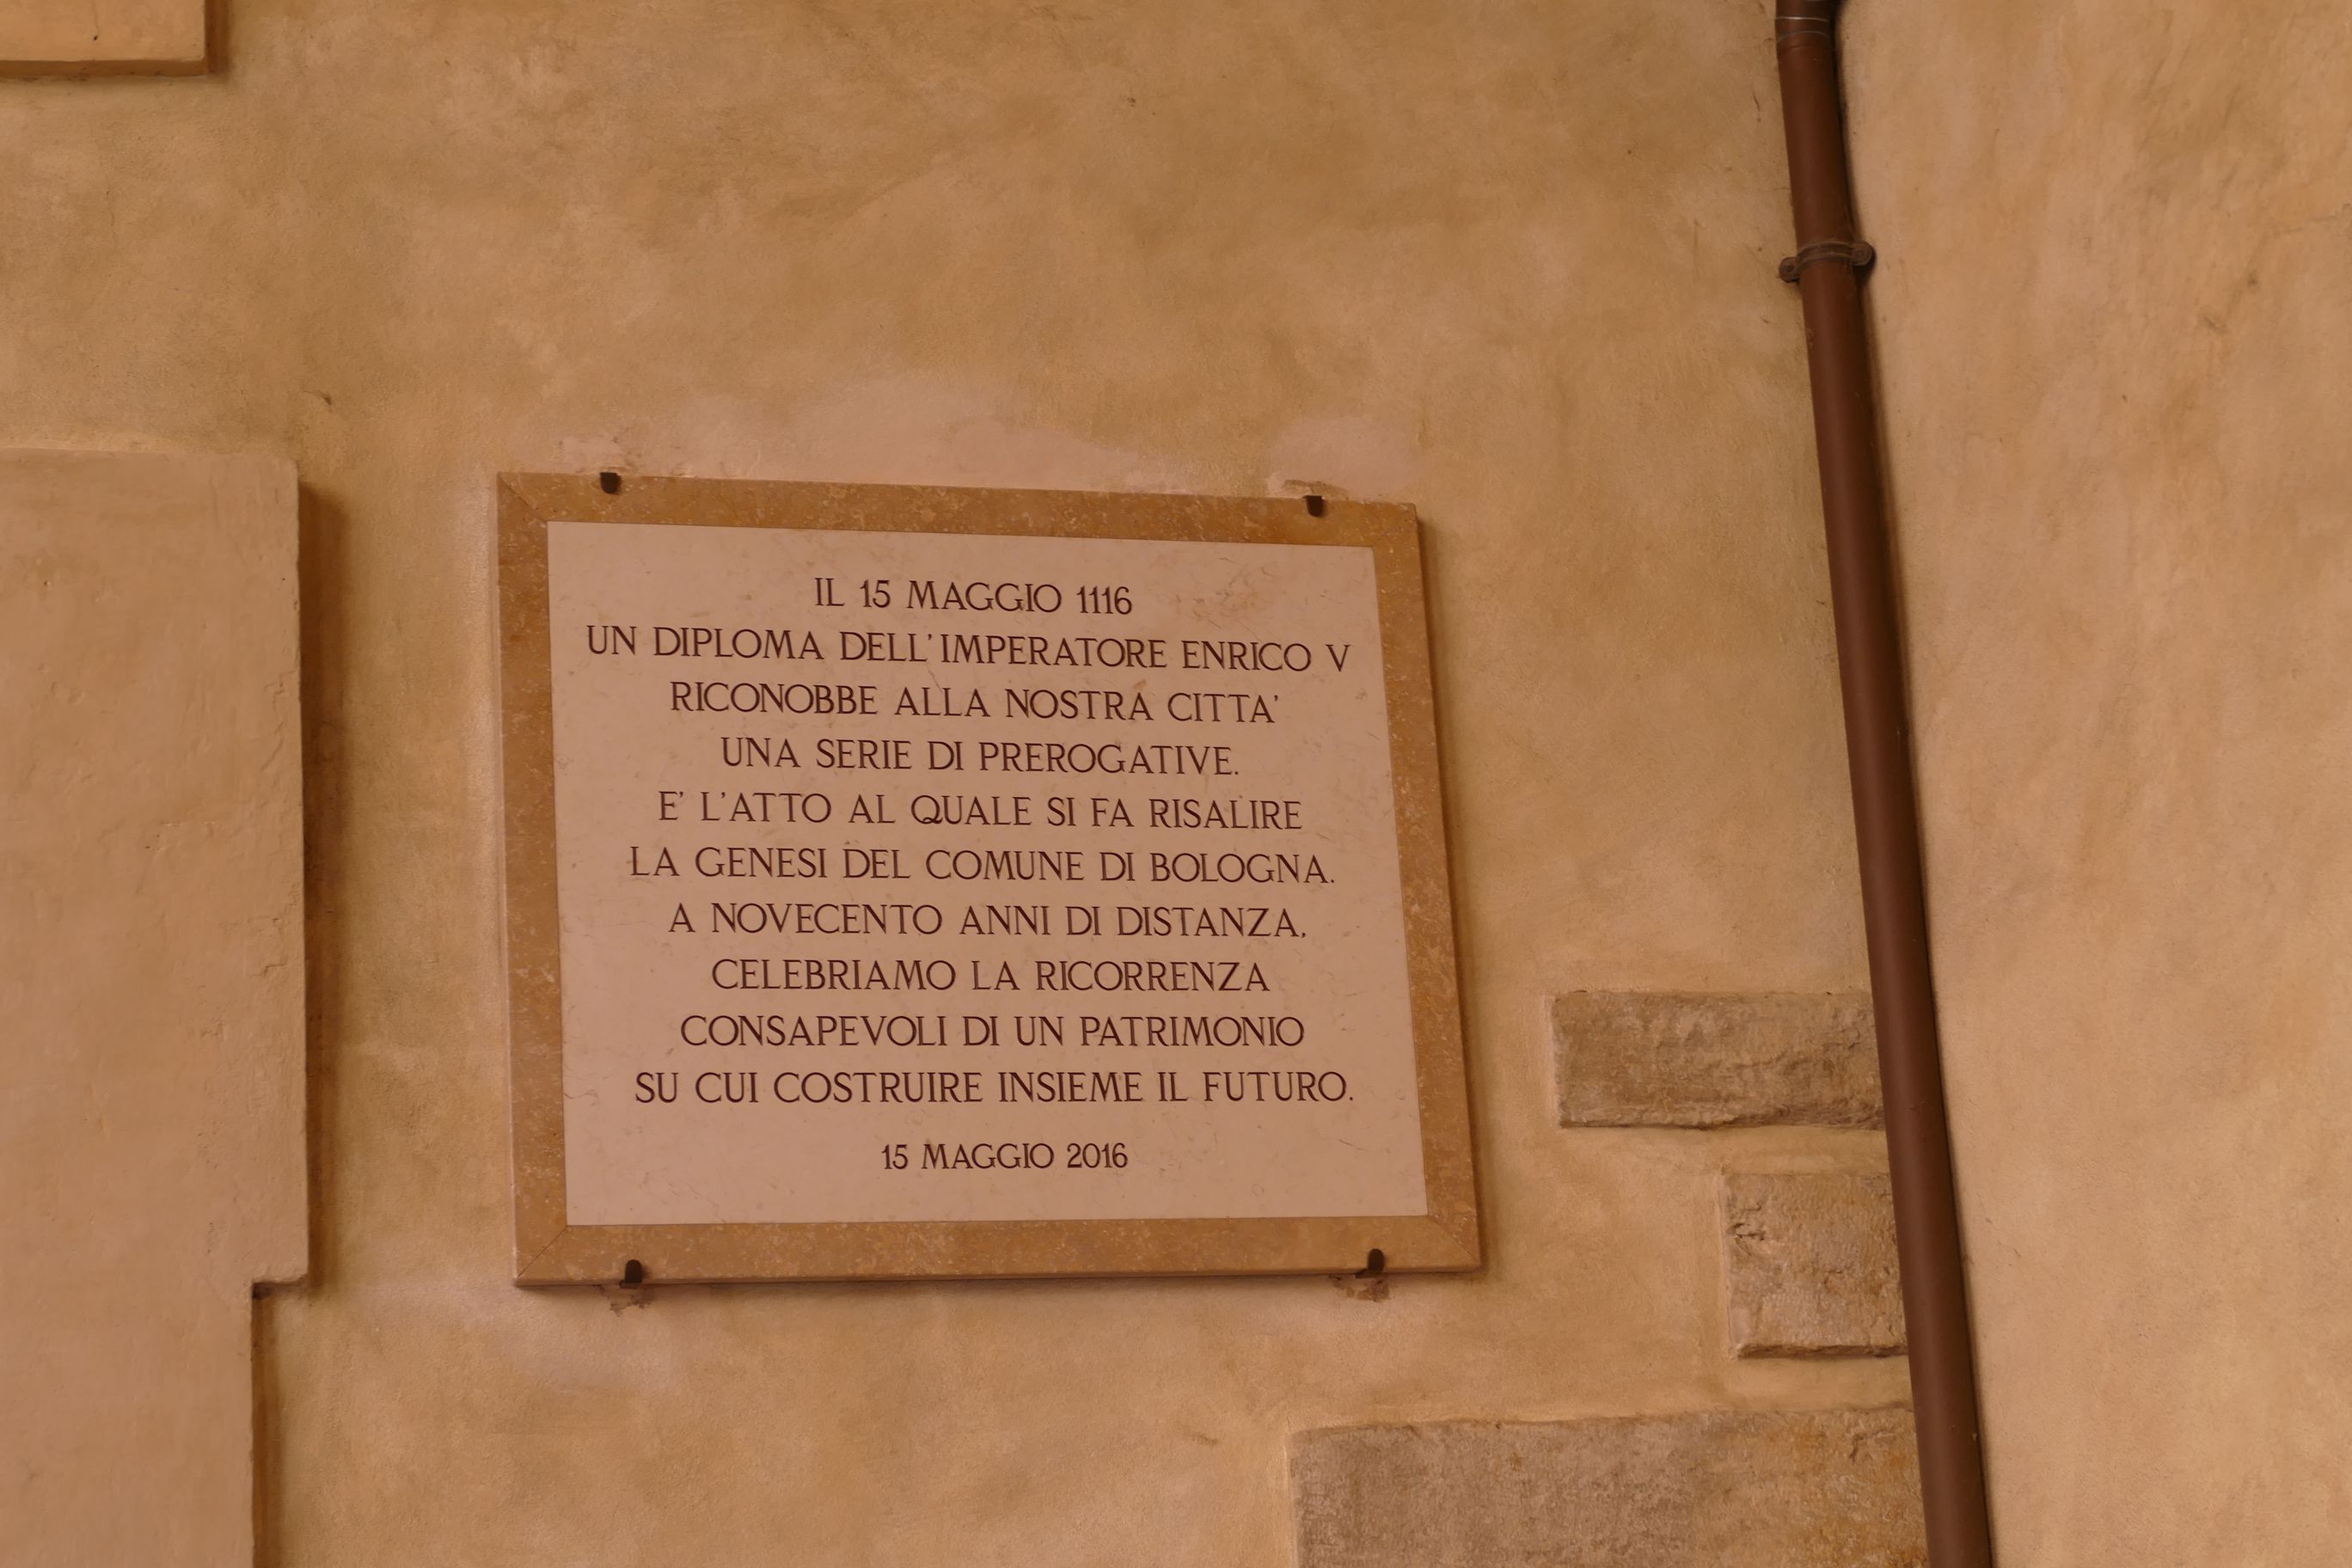 IL 15 MAGGIO 1116
UN DIPLOMA DELL'IMPERATORE ENRICO V
RICONOBBE ALLA NOSTRA CITTA'
UNA SERIE DI PREROGATIVE.
E' L'ATTO AL QUALE SI FA RISALIRE
LA GENESI DEL COMUNE DI BOLOGNA.
A NOVECENTO ANNI DI DISTANZA,
CELEBRIAMO LA RICORRENZA
CONSAPEVOLI DI UN PATRIMONIO
SU CUI COSTRUIRE INSIEME IL FUTURO.
15 MAGGIO 2016